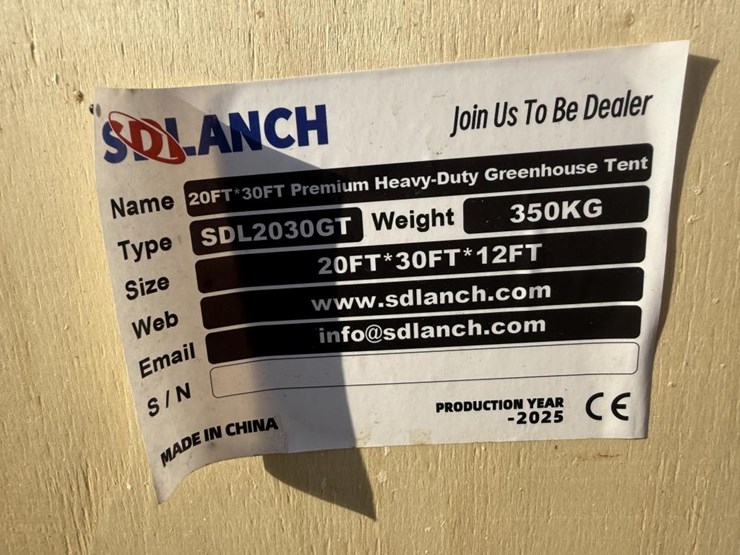 SDLANCH
Join Us To Be Dealer
Name 20FT*30FT Premium Heavy-Duty Greenhouse Tent
Type SDL2030GT Weight 350KG
Size 20FT*30FT*12FT
Web www.sdlanch.com
Email info@sdlanch.com
S / N
MADE IN CHINA
PRODUCTION YEAR
-2025
CE